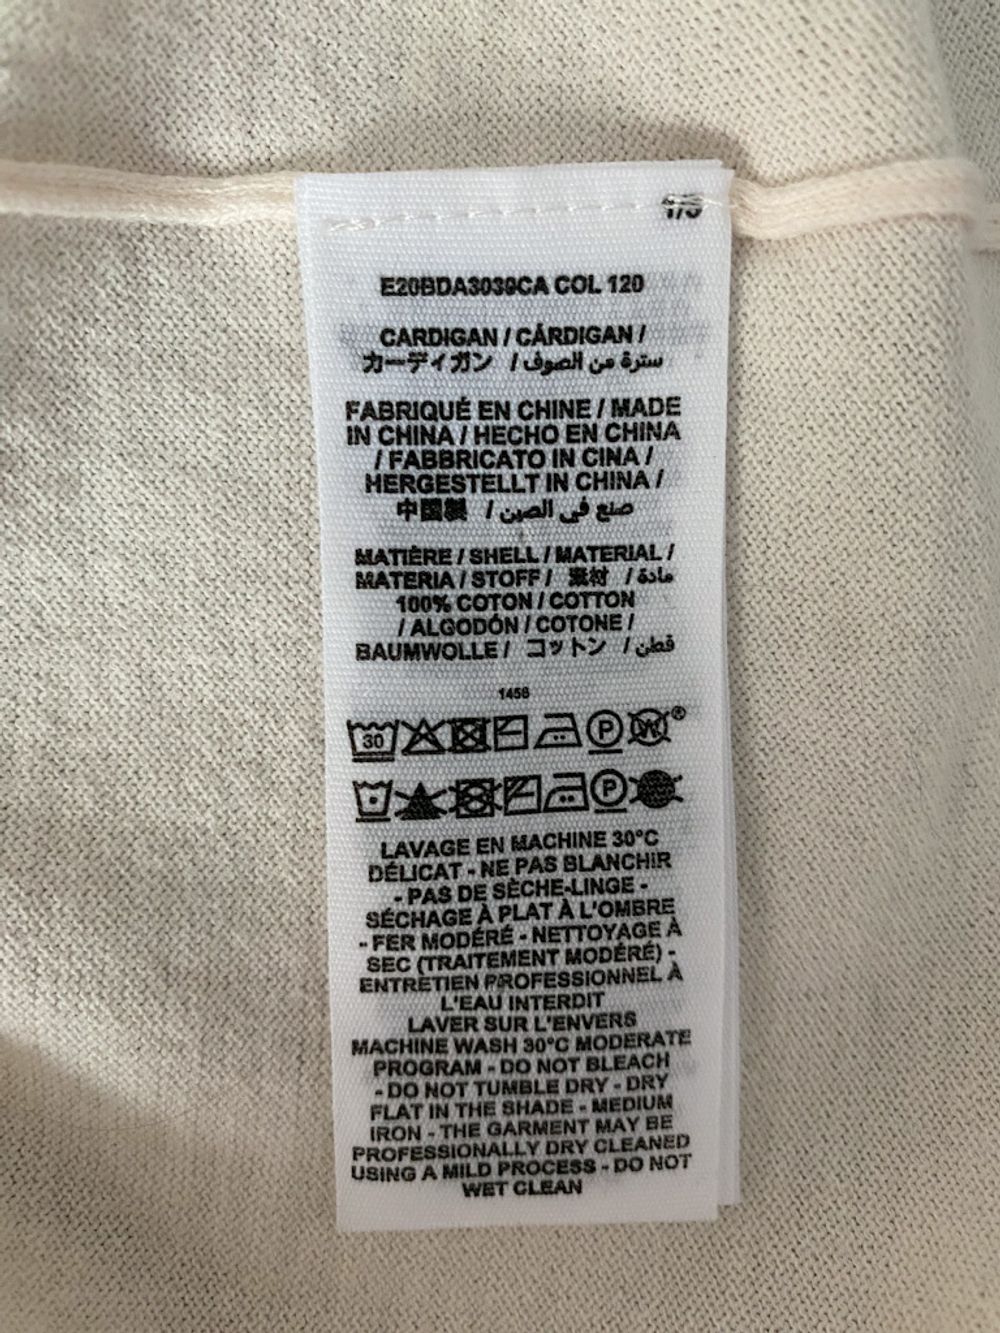 1/5
E20BDA3039CA COL 120
CARDIGAN / CÁRDIGAN /
カーディガン / سترة من الصوف
FABRIQUÉ EN CHINE / MADE
IN CHINA / HECHO EN CHINA
/ FABBRICATO IN CINA /
HERGESTELLT IN CHINA /
中国製 / صنع في الصين
MATIÈRE / SHELL / MATERIAL /
MATERIA / STOFF / 素材 / مادة
100% COTON / COTTON
/ ALGODÓN / COTONE /
BAUMWOLLE / コットン / قطن
1458
30 P W®
P
LAVAGE EN MACHINE 30°C
DÉLICAT - NE PAS BLANCHIR
- PAS DE SÈCHE-LINGE -
SÉCHAGE À PLAT À L'OMBRE
- FER MODÉRÉ - NETTOYAGE À
SEC (TRAITEMENT MODÉRÉ) -
ENTRETIEN PROFESSIONNEL À
L'EAU INTERDIT
LAVER SUR L'ENVERS
MACHINE WASH 30°C MODERATE
PROGRAM - DO NOT BLEACH
- DO NOT TUMBLE DRY - DRY
FLAT IN THE SHADE - MEDIUM
IRON - THE GARMENT MAY BE
PROFESSIONALLY DRY CLEANED
USING A MILD PROCESS - DO NOT
WET CLEAN